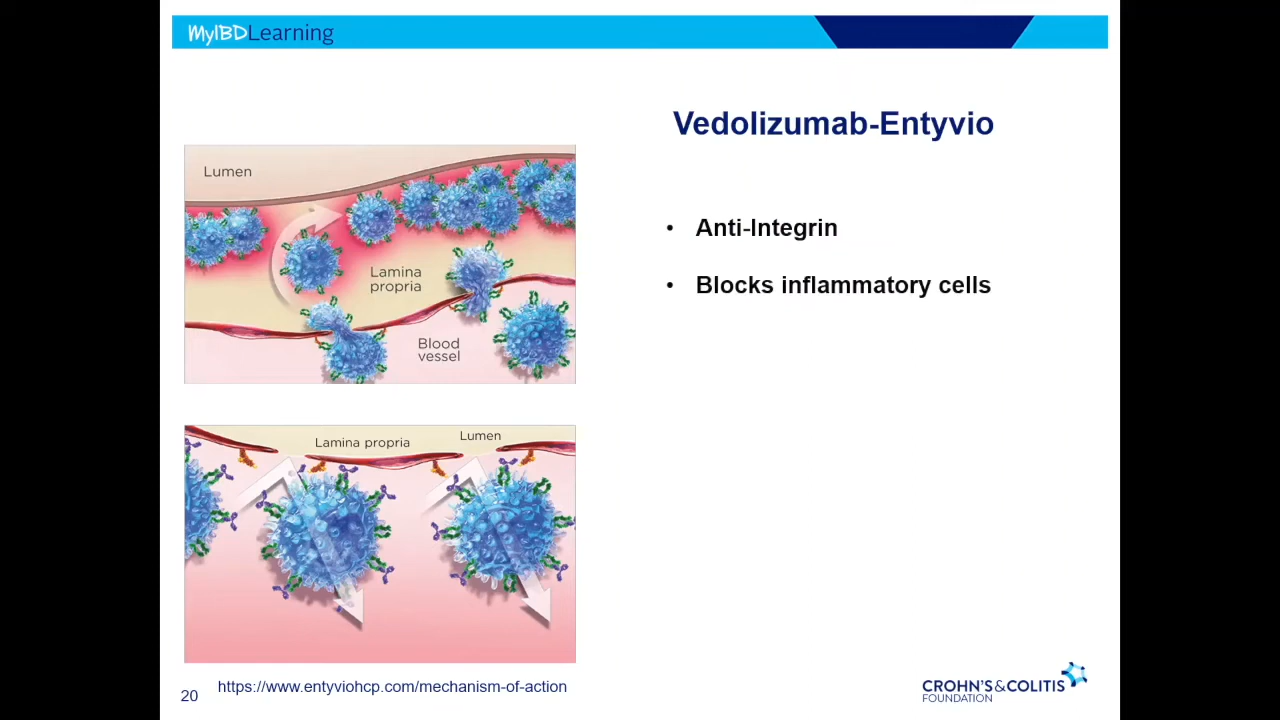 MyIBDLearning
Vedolizumab-Entyvio
Lumen
Lamina
propria
Blood
vessel
• Anti-Integrin
• Blocks inflammatory cells
Lamina propria
Lumen
https://www.entyviohcp.com/mechanism-of-action
20
CROHN'S&COLITIS
FOUNDATION